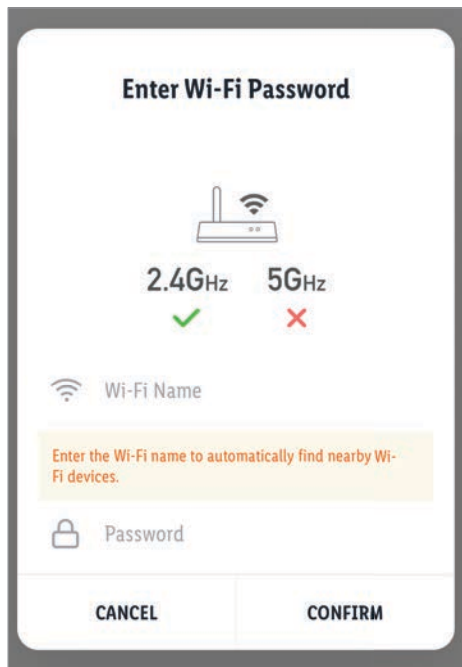 Enter Wi-Fi Password
2.4GHz 5GHz
Wi-Fi Name
Enter the Wi-Fi name to automatically find nearby Wi-
Fi devices.
Password
CANCEL CONFIRM